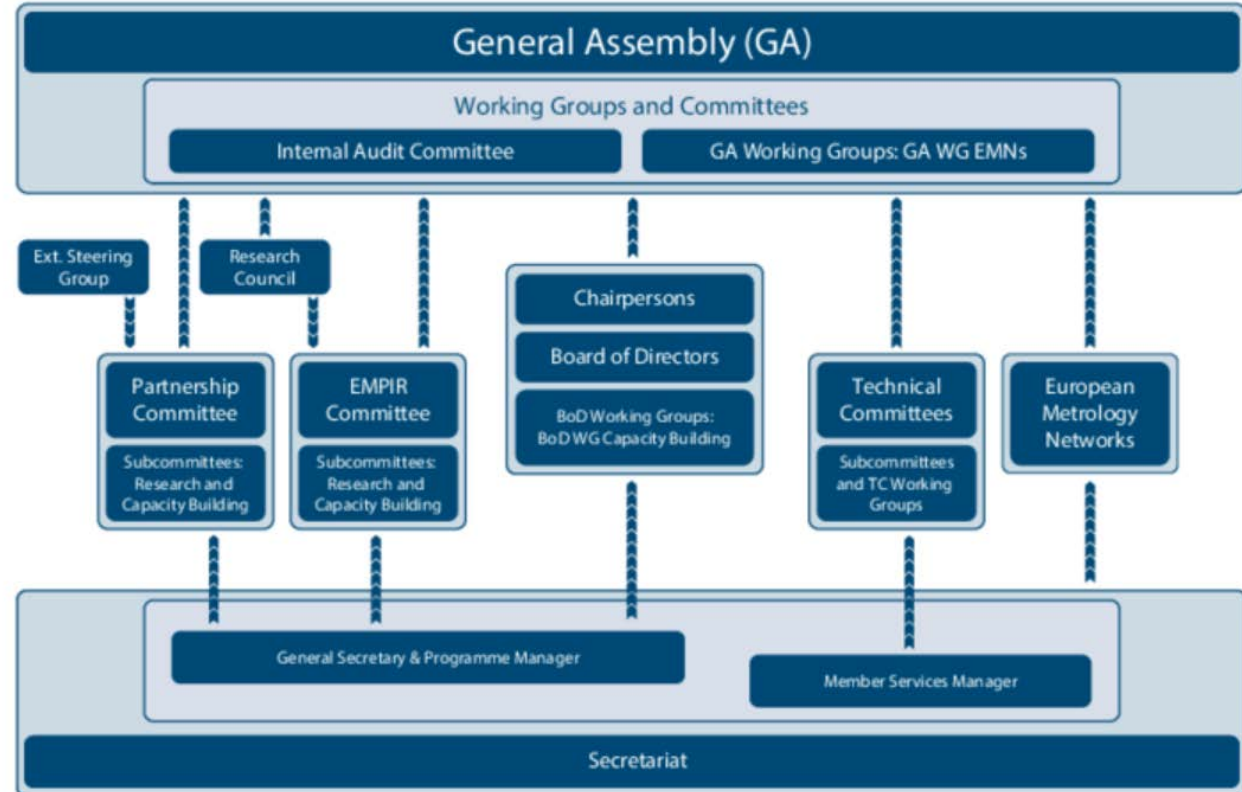 General Assembly (GA)
Working Groups and Committees
Internal Audit Committee
GA Working Groups: GA WG EMNs
Ext. Steering
Group
Research
Council
Chairpersons
Board of Directors
BoD Working Groups:
BoD WG Capacity Building
Partnership
Committee
Subcommittees:
Research and
Capacity Building
EMPIR
Committee
Subcommittees:
Research and
Capacity Building
Technical
Committees
Subcommittees
and TC Working
Groups
European
Metrology
Networks
General Secretary & Programme Manager
Member Services Manager
Secretariat